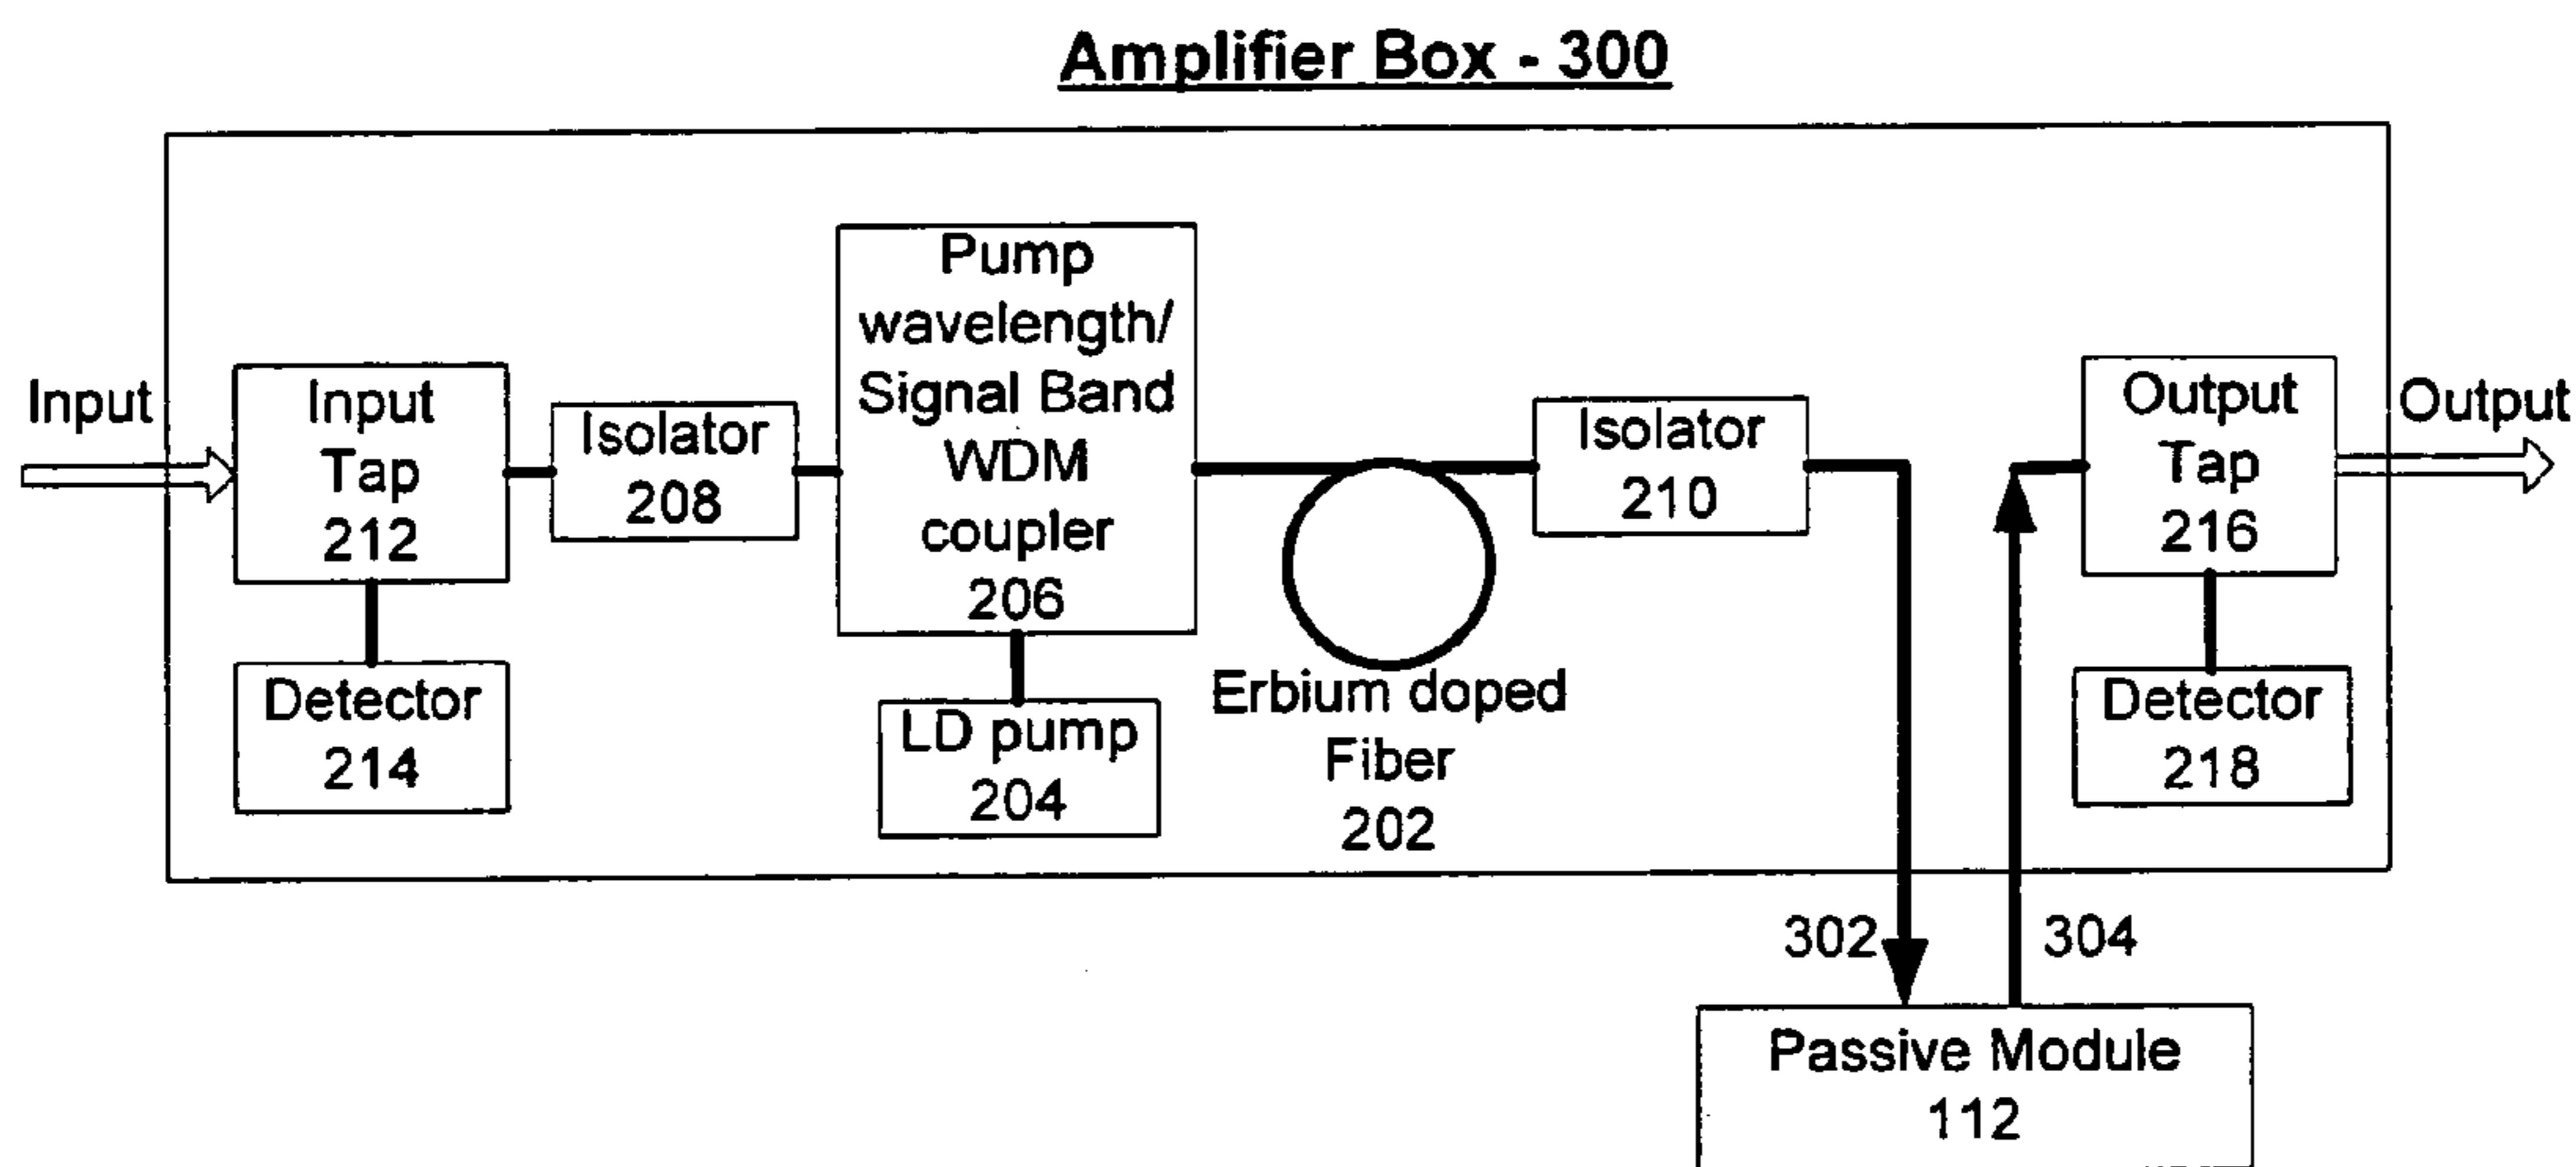 Amplifier Box - 300
Input
Input
Tap
212
Detector
214
Isolator
208
Pump
wavelength/
Signal Band
WDM
coupler
206
LD pump
204
Erbium doped
Fiber
202
Isolator
210
302
304
Passive Module
112
Output
Tap
216
Detector
218
Output